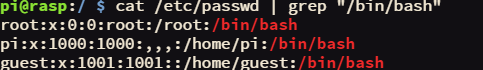 pi@rasp:/ $ cat /etc/passwd | grep "/bin/bash"
root:x:0:0:root:/root:/bin/bash
pi:x:1000:1000:,,,:/home/pi:/bin/bash
guest:x:1001:1001::/home/guest:/bin/bash